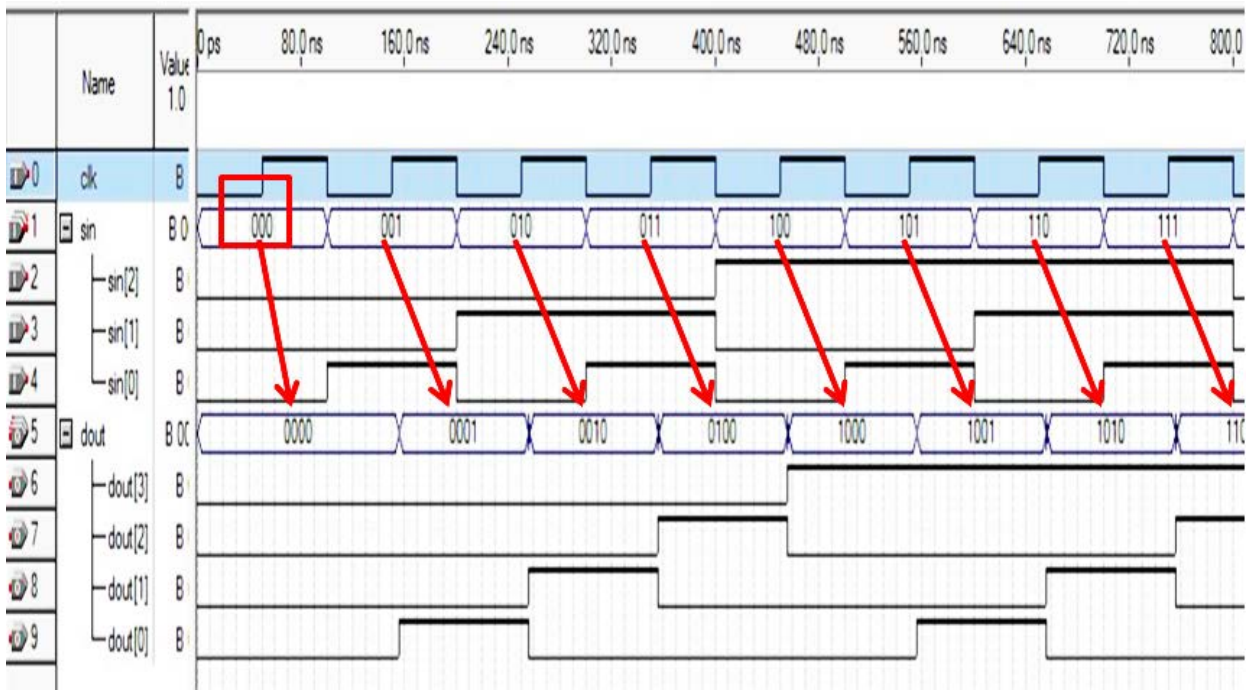 Name
Value
1.0
0 ps
80.0 ns
160.0 ns
240.0 ns
320.0 ns
400.0 ns
480.0 ns
560.0 ns
640.0 ns
720.0 ns
800.0
0 clk B
1 sin B 0 000 001 010 011 100 101 110 111
2 sin[2] B
3 sin[1] B
4 sin[0] B
5 dout B 0000 0001 0010 0100 1000 1001 1010 110
6 dout[3] B
7 dout[2] B
8 dout[1] B
9 dout[0] B